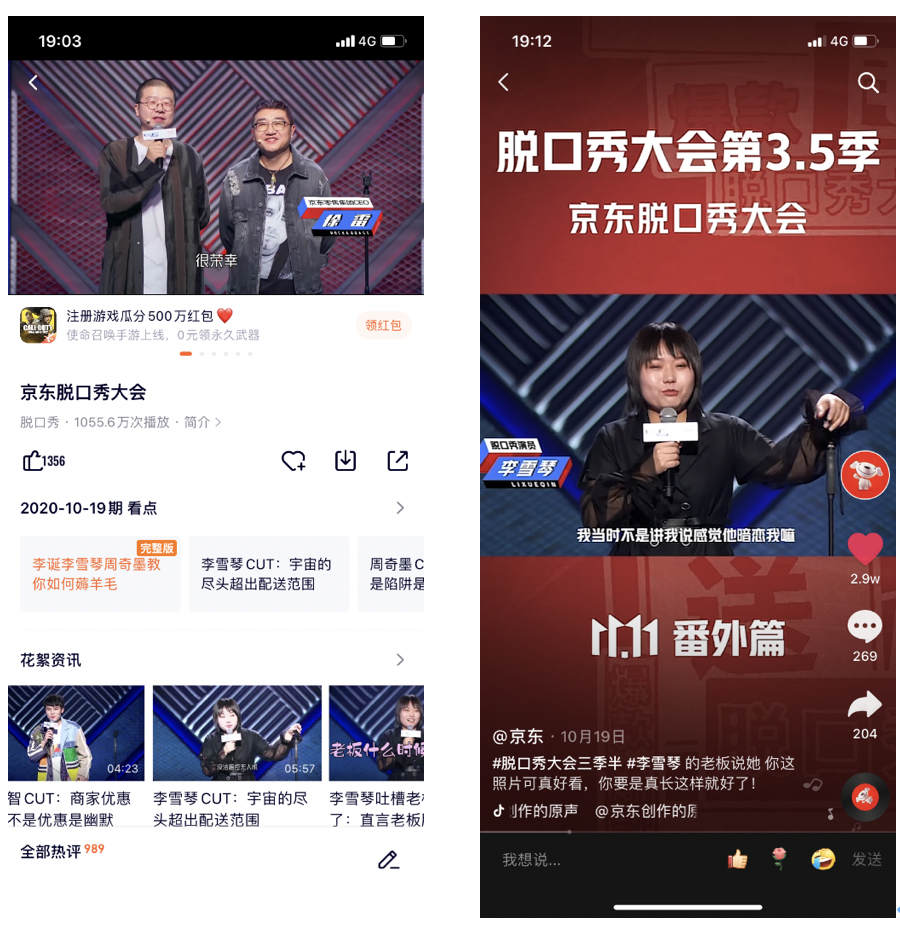 19:03
4G
京东零售集团CEO
徐雷
很荣幸
CALL OF DUTY
注册游戏瓜分500万红包❤️
使命召唤手游上线，0元领永久武器
领红包
京东脱口秀大会
脱口秀 · 1055.6万次播放 · 简介 >
1356
2020-10-19期 看点
完整版
李诞李雪琴周奇墨教
你如何薅羊毛
李雪琴CUT：宇宙的
尽头超出配送范围
周奇墨C
是陷阱是
花絮资讯
04:23
05:57
老板什么时候
智CUT：商家优惠
不是优惠是幽默
李雪琴CUT：宇宙的尽
头超出配送范围
李雪琴吐槽老板
了：直言老板
全部热评 989
19:12
4G
脱口秀大会第3.5季
京东脱口秀大会
脱口秀演员
李雪琴
LIXUEQIN
我当时不是讲我说感觉他暗恋我嘛
11.11 番外篇
2.9w
269
204
@京东 · 10月19日
#脱口秀大会三季半 #李雪琴 的老板说她 你这
照片可真好看，你要是真长这样就好了！
创作的原声 @京东创作的原
我想说...
发送